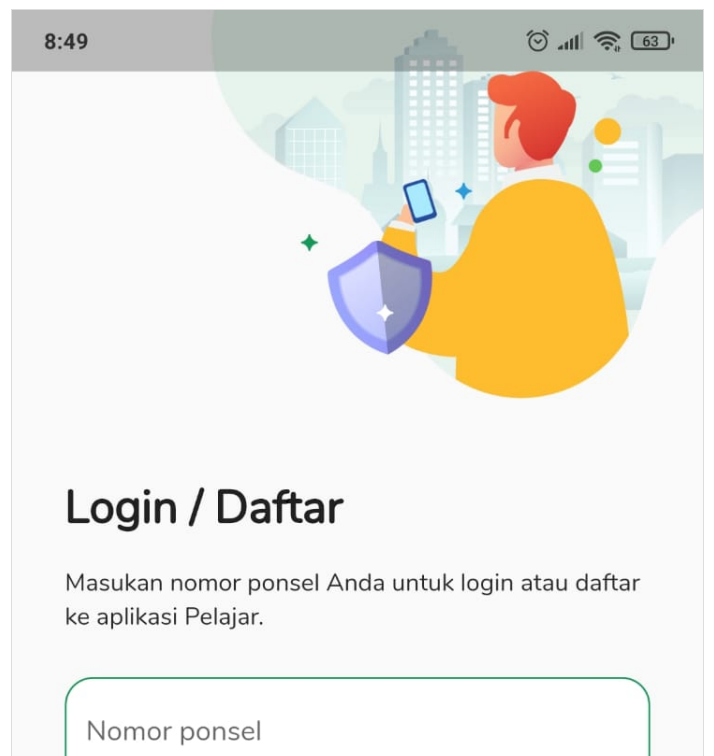 8:49
63
Login / Daftar
Masukan nomor ponsel Anda untuk login atau daftar
ke aplikasi Pelajar.
Nomor ponsel